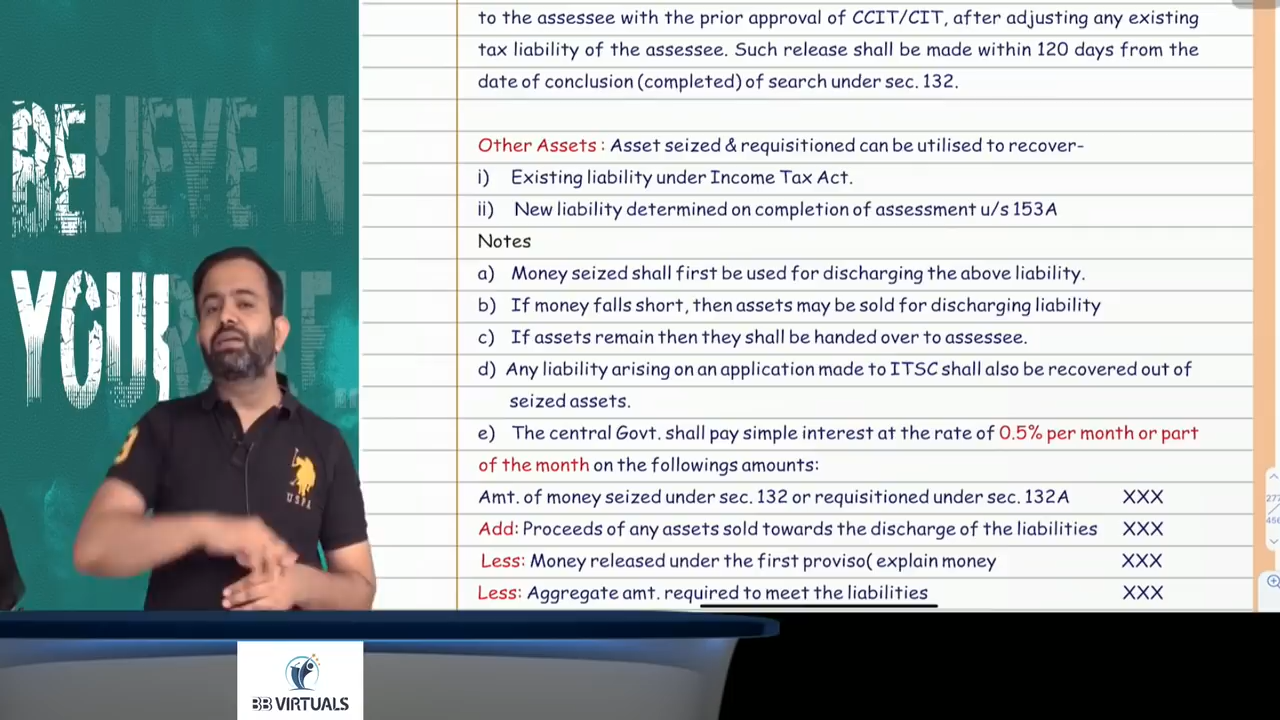 BELIEVE IN
YOUR
to the assessee with the prior approval of CCIT/CIT, after adjusting any existing
tax liability of the assessee. Such release shall be made within 120 days from the
date of conclusion (completed) of search under sec. 132.
Other Assets : Asset seized & requisitioned can be utilised to recover-
i) Existing liability under Income Tax Act.
ii) New liability determined on completion of assessment u/s 153A
Notes
a) Money seized shall first be used for discharging the above liability.
b) If money falls short, then assets may be sold for discharging liability
c) If assets remain then they shall be handed over to assessee.
d) Any liability arising on an application made to ITSC shall also be recovered out of
seized assets.
e) The central Govt. shall pay simple interest at the rate of 0.5% per month or part
of the month on the followings amounts:
Amt. of money seized under sec. 132 or requisitioned under sec. 132A XXX
Add: Proceeds of any assets sold towards the discharge of the liabilities XXX
Less: Money released under the first proviso( explain money XXX
Less: Aggregate amt. required to meet the liabilities XXX
3
USPA
277
456
BB VIRTUALS